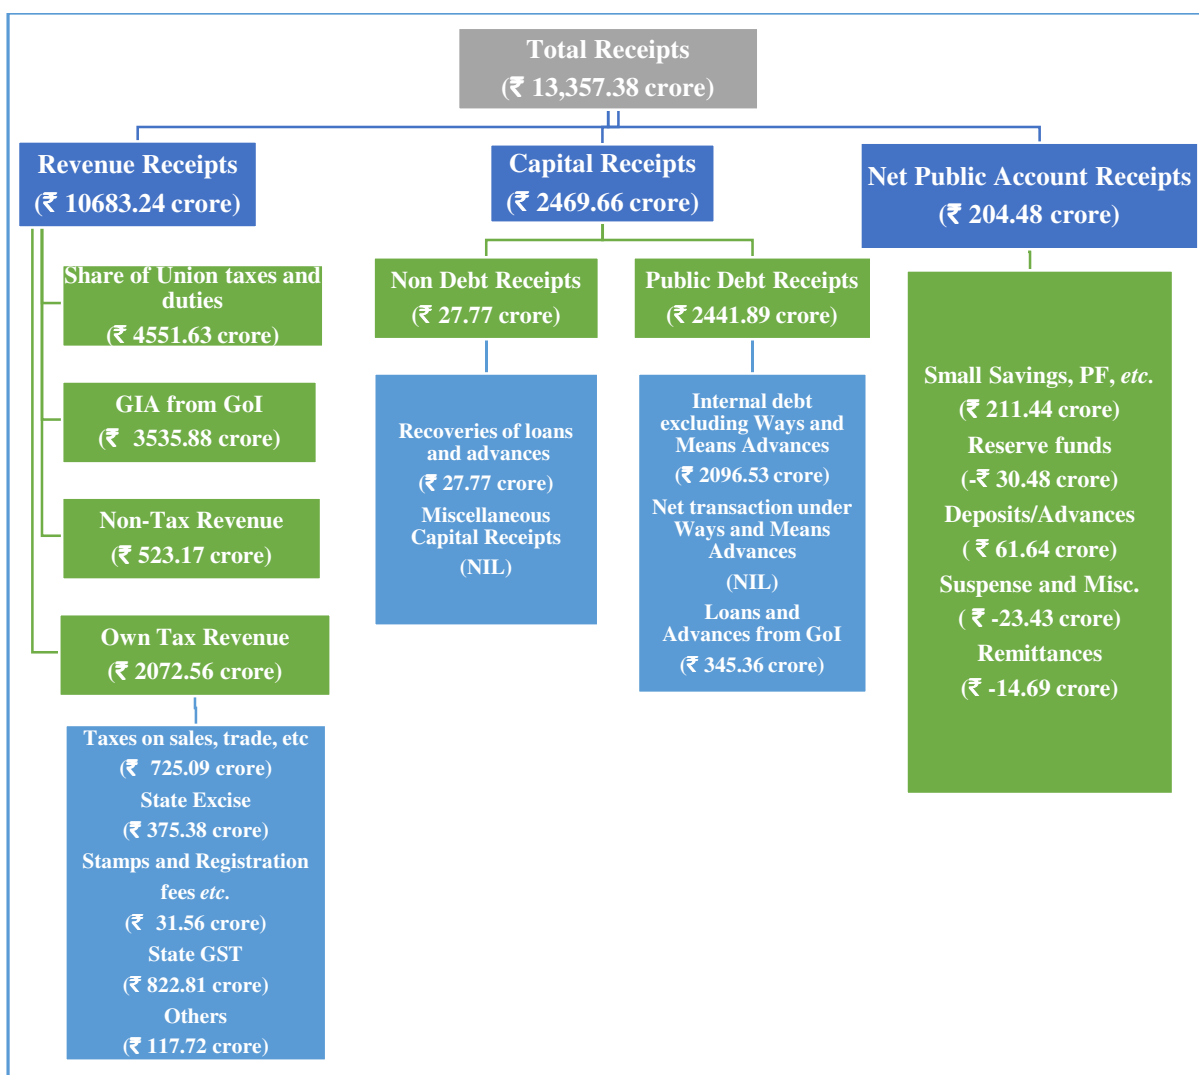 Total Receipts
(₹ 13,357.38 crore)
Revenue Receipts
(₹ 10683.24 crore)
Share of Union taxes and
duties
(₹ 4551.63 crore)
GIA from GoI
(₹ 3535.88 crore)
Non-Tax Revenue
(₹ 523.17 crore)
Own Tax Revenue
(₹ 2072.56 crore)
Taxes on sales, trade, etc
(₹ 725.09 crore)
State Excise
(₹ 375.38 crore)
Stamps and Registration
fees etc.
(₹ 31.56 crore)
State GST
(₹ 822.81 crore)
Others
(₹ 117.72 crore)
Capital Receipts
(₹ 2469.66 crore)
Non Debt Receipts
(₹ 27.77 crore)
Recoveries of loans
and advances
(₹ 27.77 crore)
Miscellaneous
Capital Receipts
(NIL)
Public Debt Receipts
(₹ 2441.89 crore)
Internal debt
excluding Ways and
Means Advances
(₹ 2096.53 crore)
Net transaction under
Ways and Means
Advances
(NIL)
Loans and
Advances from GoI
(₹ 345.36 crore)
Net Public Account Receipts
(₹ 204.48 crore)
Small Savings, PF, etc.
(₹ 211.44 crore)
Reserve funds
(-₹ 30.48 crore)
Deposits/Advances
( ₹ 61.64 crore)
Suspense and Misc.
( ₹ -23.43 crore)
Remittances
(₹ -14.69 crore)